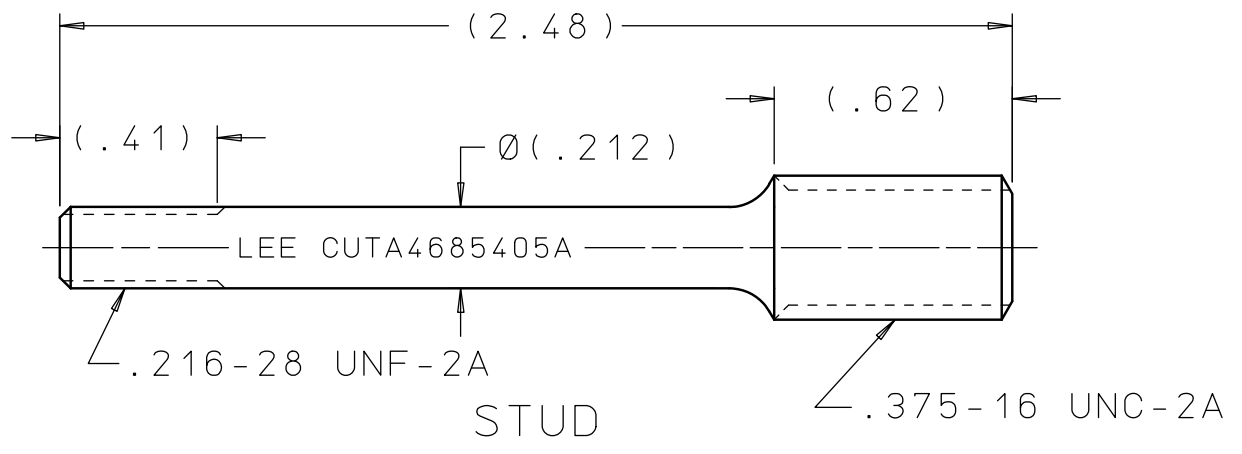 (2.48)
(.62)
(.41)
Ø(.212)
LEE CUTA4685405A
.216-28 UNF-2A
.375-16 UNC-2A
STUD